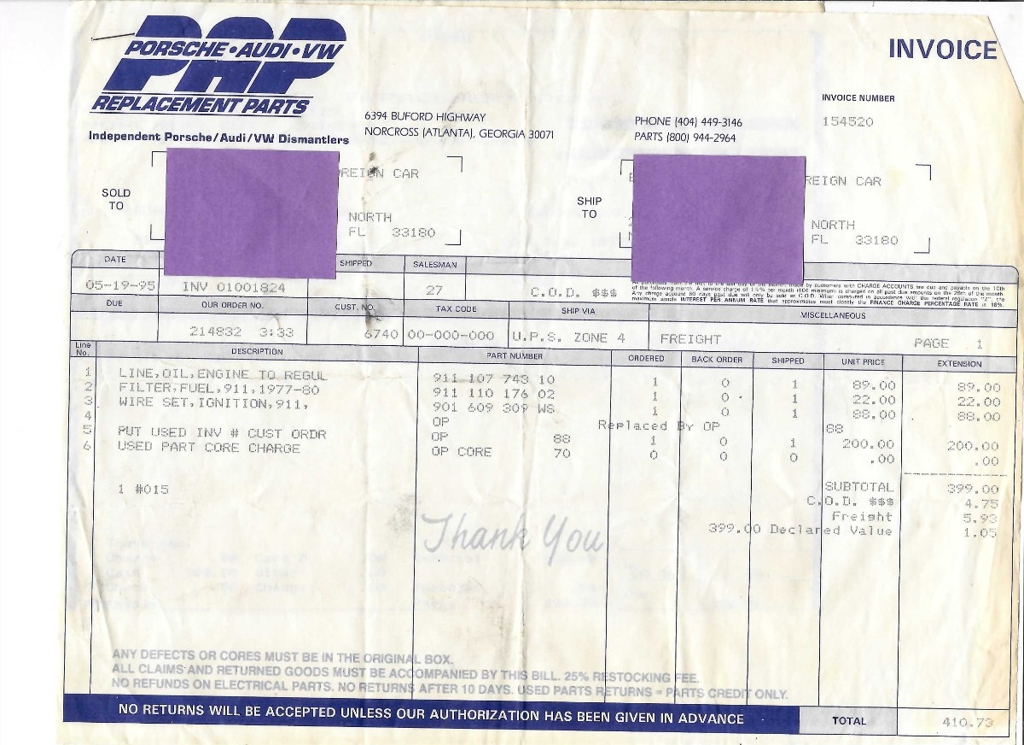 PAP
PORSCHE • AUDI • VW
REPLACEMENT PARTS
Independent Porsche/Audi/VW Dismantlers
6394 BUFORD HIGHWAY
NORCROSS (ATLANTA), GEORGIA 30071
PHONE (404) 449-3146
PARTS (800) 944-2964
INVOICE
INVOICE NUMBER
154520
SOLD TO
REIGN CAR
NORTH
FL 33180
SHIP TO
REIGN CAR
NORTH
FL 33180
DATE SHIPPED SALESMAN
05-19-95 INV 01001824 27 C.O.D. $$$
DUE OUR ORDER NO. CUST. NO. TAX CODE SHIP VIA MISCELLANEOUS
214832 3:33 6740 00-000-000 U.P.S. ZONE 4 FREIGHT PAGE 1
Line No. DESCRIPTION PART NUMBER ORDERED BACK ORDER SHIPPED UNIT PRICE EXTENSION
1 LINE,OIL,ENGINE TO REGUL 911 107 743 10 1 0 1 89.00 89.00
2 FILTER,FUEL,911,1977-80 911 110 176 02 1 0 1 22.00 22.00
3 WIRE SET,IGNITION,911, 901 609 309 WS 1 0 1 88.00 88.00
4 OP Replaced By OP 88
5 PUT USED INV # CUST ORDR OP 88 1 0 1 200.00 200.00
6 USED PART CORE CHARGE OP CORE 70 0 0 0 .00 .00
SUBTOTAL 399.00
1 #015 C.O.D. $$$ 4.75
Freight 5.93
399.00 Declared Value 1.05
Thank You
ANY DEFECTS OR CORES MUST BE IN THE ORIGINAL BOX.
ALL CLAIMS AND RETURNED GOODS MUST BE ACCOMPANIED BY THIS BILL. 25% RESTOCKING FEE.
NO REFUNDS ON ELECTRICAL PARTS. NO RETURNS AFTER 10 DAYS. USED PARTS RETURNS = PARTS CREDIT ONLY.
NO RETURNS WILL BE ACCEPTED UNLESS OUR AUTHORIZATION HAS BEEN GIVEN IN ADVANCE TOTAL 410.73